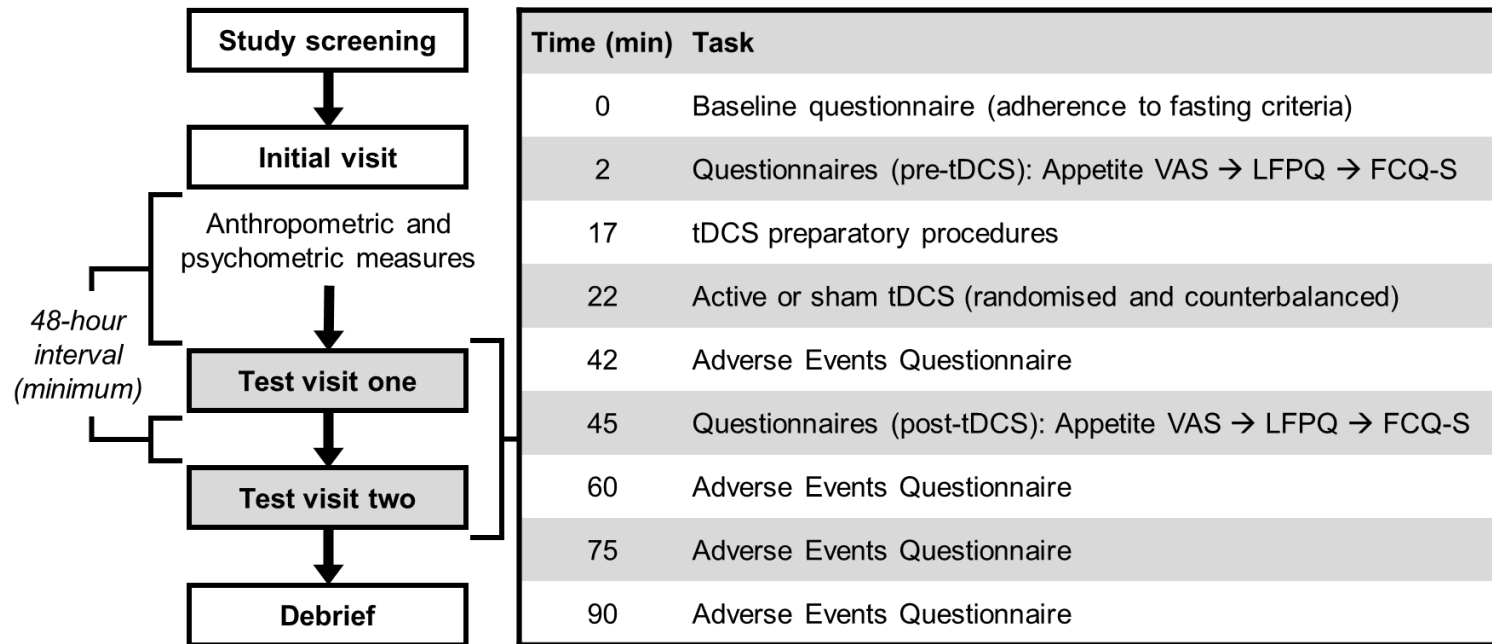 Study screening
Initial visit
Anthropometric and
psychometric measures
48-hour
interval
(minimum)
Test visit one
Test visit two
Debrief
Time (min) Task
0 Baseline questionnaire (adherence to fasting criteria)
2 Questionnaires (pre-tDCS): Appetite VAS → LFPQ → FCQ-S
17 tDCS preparatory procedures
22 Active or sham tDCS (randomised and counterbalanced)
42 Adverse Events Questionnaire
45 Questionnaires (post-tDCS): Appetite VAS → LFPQ → FCQ-S
60 Adverse Events Questionnaire
75 Adverse Events Questionnaire
90 Adverse Events Questionnaire